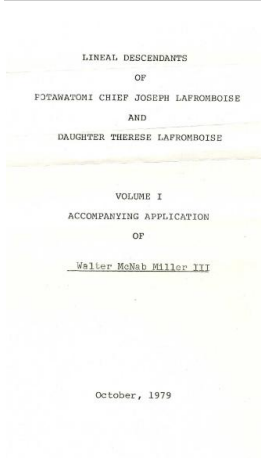 LINEAL DESCENDANTS
OF
POTAWATOMI CHIEF JOSEPH LAFROMBOISE
AND
DAUGHTER THERESE LAFROMBOISE
VOLUME I
ACCOMPANYING APPLICATION
OF
Walter McNab Miller III
October, 1979